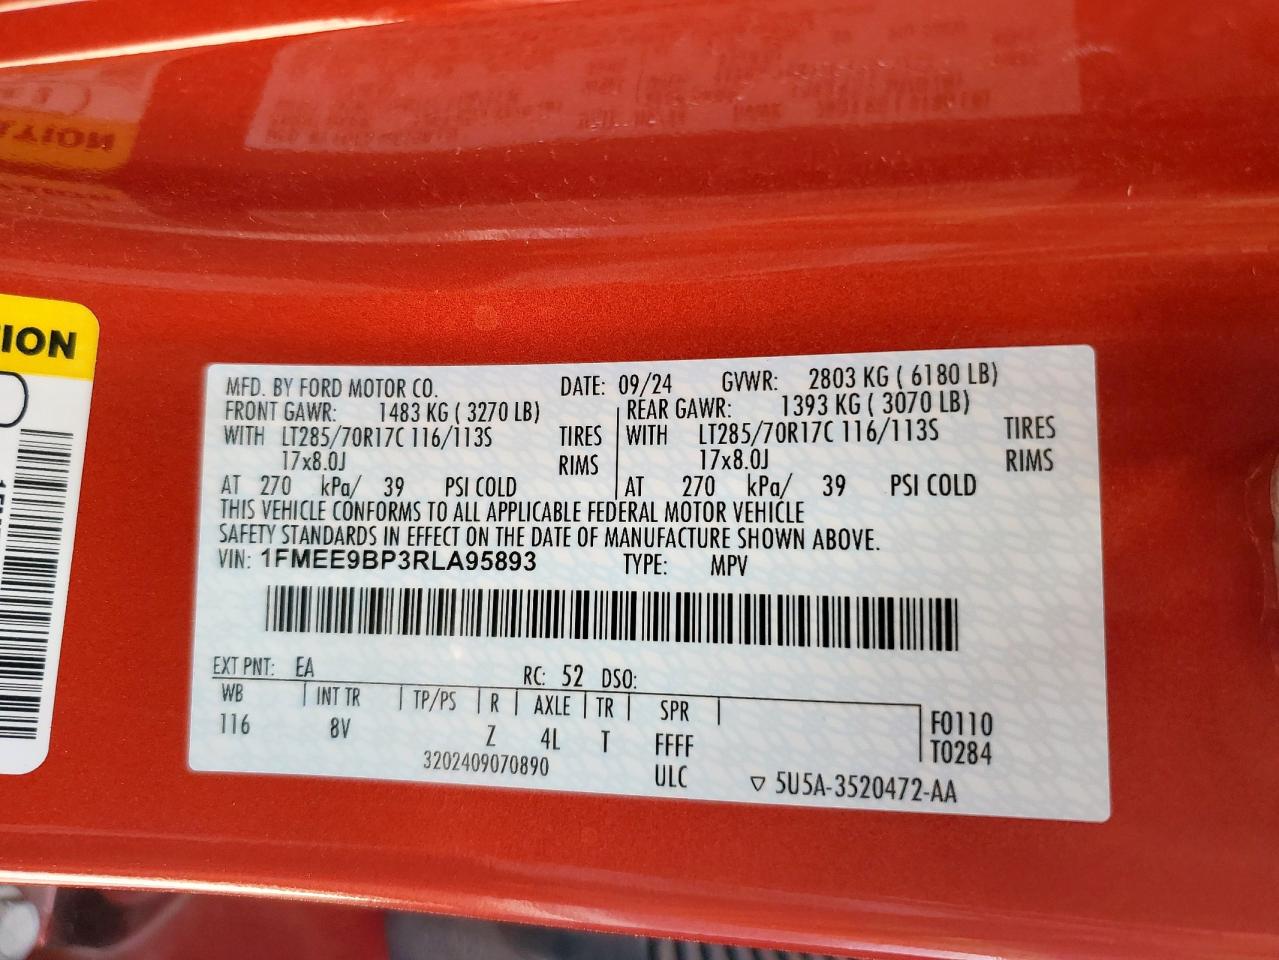 TION
MFD. BY FORD MOTOR CO. DATE: 09/24 GVWR: 2803 KG ( 6180 LB)
FRONT GAWR: 1483 KG ( 3270 LB) REAR GAWR: 1393 KG ( 3070 LB)
WITH LT285/70R17C 116/113S TIRES WITH LT285/70R17C 116/113S TIRES
17x8.0J RIMS 17x8.0J RIMS
AT 270 kPa/ 39 PSI COLD AT 270 kPa/ 39 PSI COLD
THIS VEHICLE CONFORMS TO ALL APPLICABLE FEDERAL MOTOR VEHICLE
SAFETY STANDARDS IN EFFECT ON THE DATE OF MANUFACTURE SHOWN ABOVE.
VIN: 1FMEE9BP3RLA95893 TYPE: MPV
EXT PNT: EA RC: 52 DSO:
WB INT TR TP/PS R AXLE TR SPR
116 8V Z 4L T FFFF F0110
T0284
3202409070890 ULC ▽ 5U5A-3520472-AA